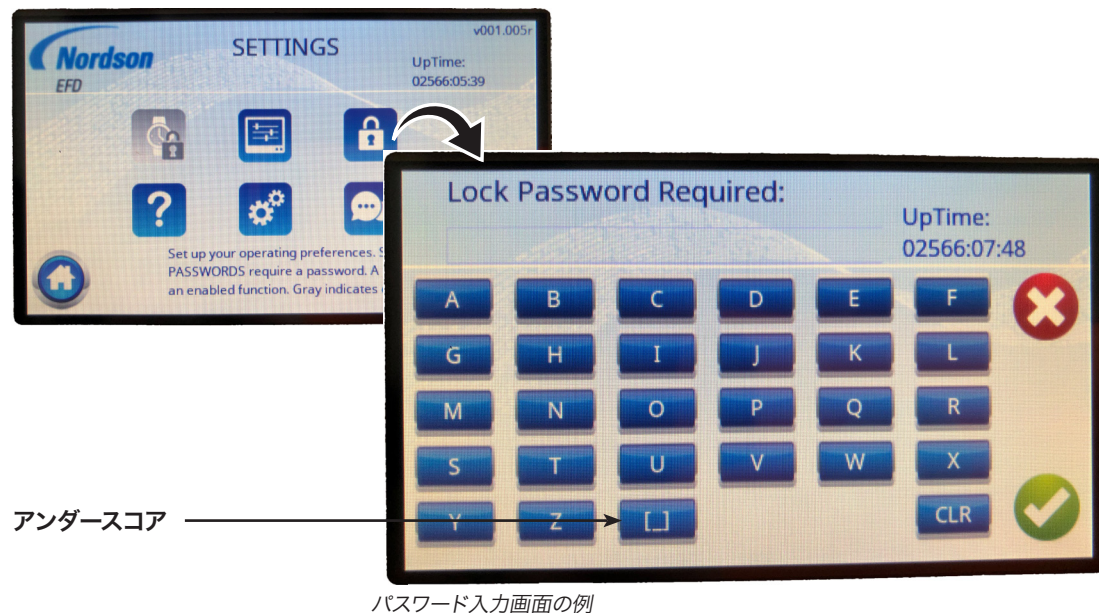 Nordson
EFD
SETTINGS
v001.005r
UpTime:
02566:05:39
?
Set up your operating preferences.
PASSWORDS require a password. A
an enabled function. Gray indicates
Lock Password Required:
UpTime:
02566:07:48
A B C D E F
G H I J K L
M N O P Q R
S T U V W X
Y Z [_] CLR
アンダースコア
パスワード入力画面の例